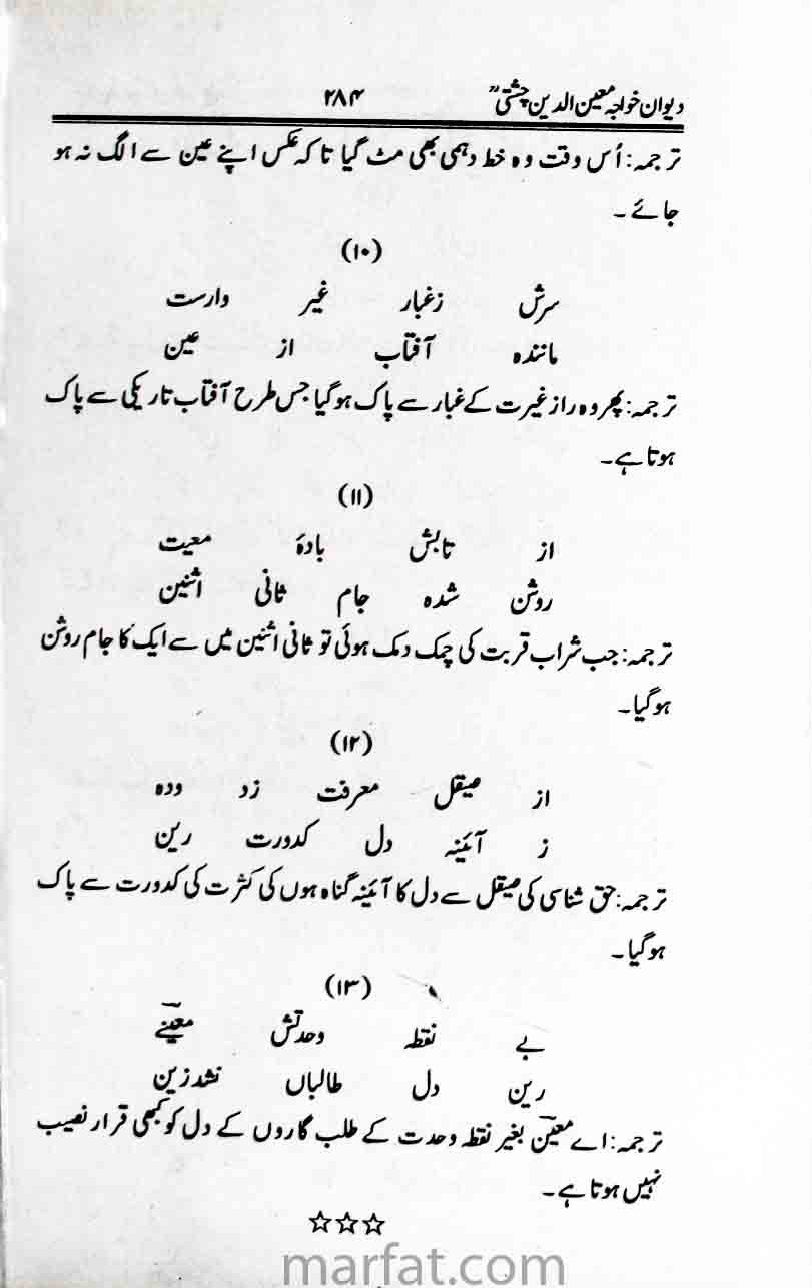 دیوان خواجہ معین الدین چشتیؒ ۲۸۴
ترجمہ: اُس وقت وہ خط وہمی بھی مٹ گیا تا کہ عکس اپنے عین سے الگ نہ ہو
جائے۔
(۱۰)
سرش زغبار غیر وارست
مانندہ آفتاب از عین
ترجمہ: پھر وہ راز غیرت کے غبار سے پاک ہوگیا جس طرح آفتاب تاریکی سے پاک
ہوتا ہے۔
(۱۱)
از تابش بادۂ معیت
روشن شدہ جام ثانی اثنین
ترجمہ: جب شراب قربت کی چمک دمک ہوئی تو ثانی اثنین میں سے ایک کا جام روشن
ہوگیا۔
(۱۲)
از صیقل معرفت زد ودہ
ز آئینہ دل کدورت رین
ترجمہ: حق شناسی کی صیقل سے دل کا آئینہ گناہوں کی کثرت کی کدورت سے پاک
ہوگیا۔
(۱۳)
بے نقطہ وحدتش معینے
رین دل طالباں نشدزین
ترجمہ: اے معین بغیر نقطہ وحدت کے طلب گاروں کے دل کو کبھی قرار نصیب
نہیں ہوتا ہے۔
☆☆☆
marfat.com